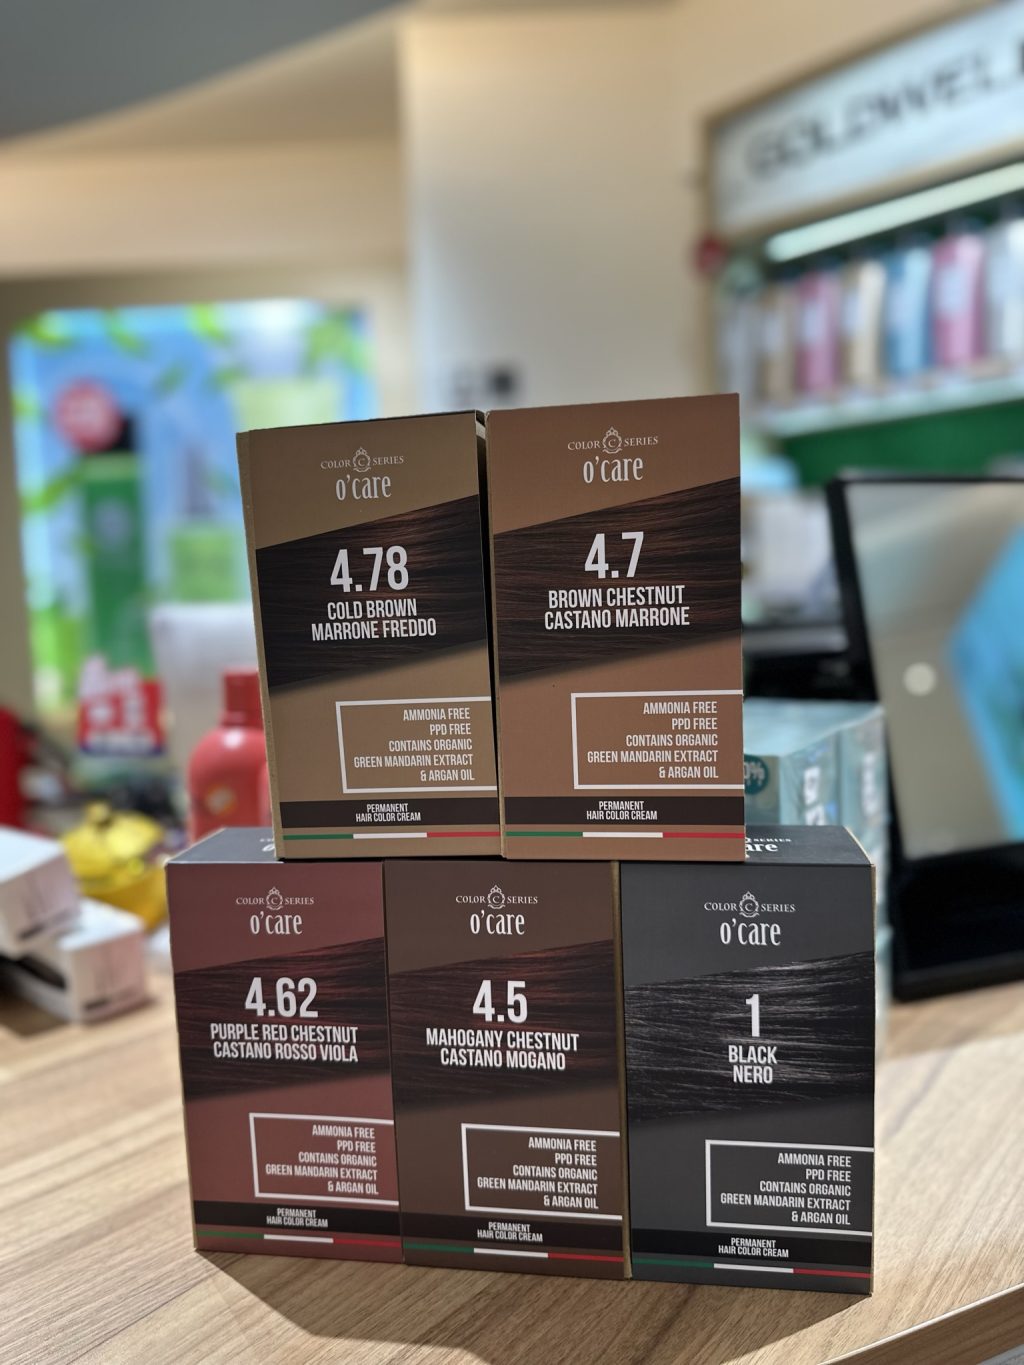 GOLDWELL
COLOR C SERIES
o'care
4.78
COLD BROWN
MARRONE FREDDO
AMMONIA FREE
PPD FREE
CONTAINS ORGANIC
GREEN MANDARIN EXTRACT
& ARGAN OIL
PERMANENT
HAIR COLOR CREAM
COLOR C SERIES
o'care
4.7
BROWN CHESTNUT
CASTANO MARRONE
AMMONIA FREE
PPD FREE
CONTAINS ORGANIC
GREEN MANDARIN EXTRACT
& ARGAN OIL
PERMANENT
HAIR COLOR CREAM
COLOR C SERIES
o'care
4.62
PURPLE RED CHESTNUT
CASTANO ROSSO VIOLA
AMMONIA FREE
PPD FREE
CONTAINS ORGANIC
GREEN MANDARIN EXTRACT
& ARGAN OIL
PERMANENT
HAIR COLOR CREAM
COLOR C SERIES
o'care
4.5
MAHOGANY CHESTNUT
CASTANO MOGANO
AMMONIA FREE
PPD FREE
CONTAINS ORGANIC
GREEN MANDARIN EXTRACT
& ARGAN OIL
PERMANENT
HAIR COLOR CREAM
COLOR C SERIES
o'care
1
BLACK
NERO
AMMONIA FREE
PPD FREE
CONTAINS ORGANIC
GREEN MANDARIN EXTRACT
& ARGAN OIL
PERMANENT
HAIR COLOR CREAM